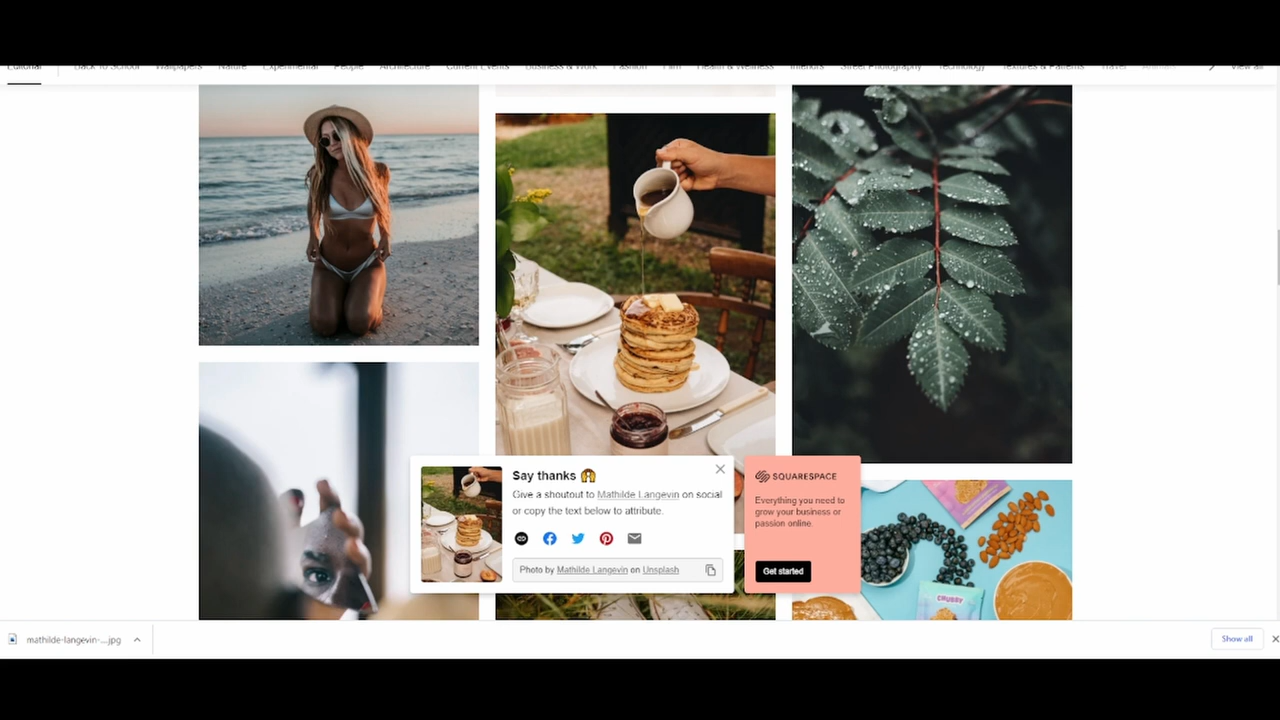 Editorial Back To School Wallpapers Nature Experimental People Architecture Current Events Business & Work Fashion Film Health & Wellness Interiors Street Photography Technology Textures & Patterns Travel View all
Say thanks 🙌
Give a shoutout to Mathilde Langevin on social
or copy the text below to attribute.
Photo by Mathilde Langevin on Unsplash
SQUARESPACE
Everything you need to
grow your business or
passion online.
Get started
CHUBBY
mathilde-langevin-....jpg
Show all